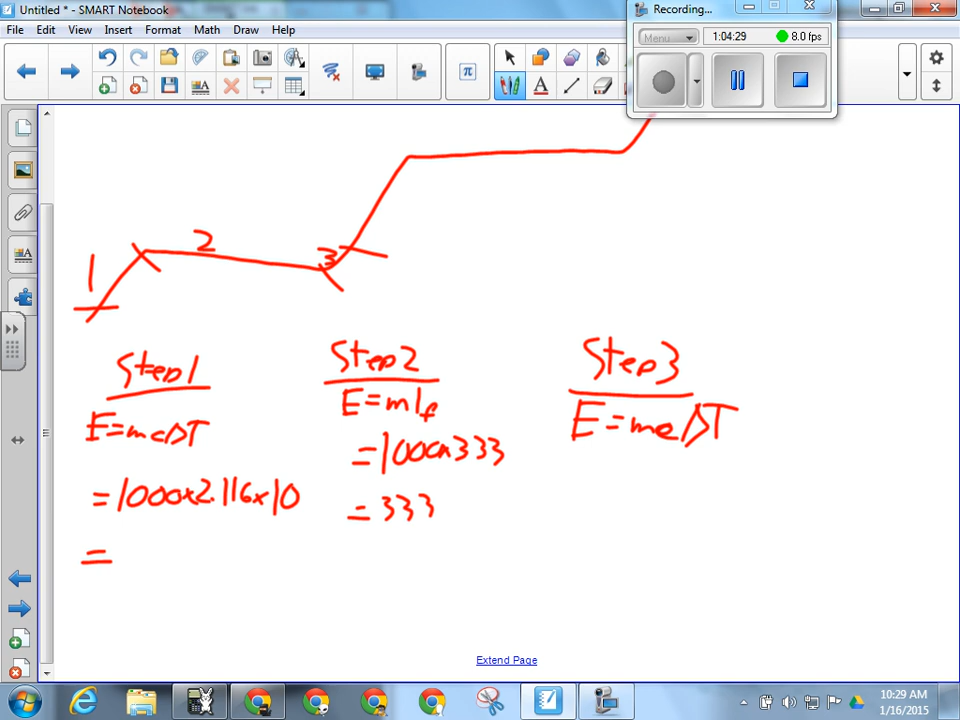 Untitled * - SMART Notebook
Recording...
File Edit View Insert Format Math Draw Help
Menu
1:04:29
8.0 fps
π
A
1
2
3
Step1
E=mcΔT
=1000x2.116x10
=
Step2
E=mlf
=1000x333
=333
Step3
E=mcΔT
Extend Page
10:29 AM
1/16/2015